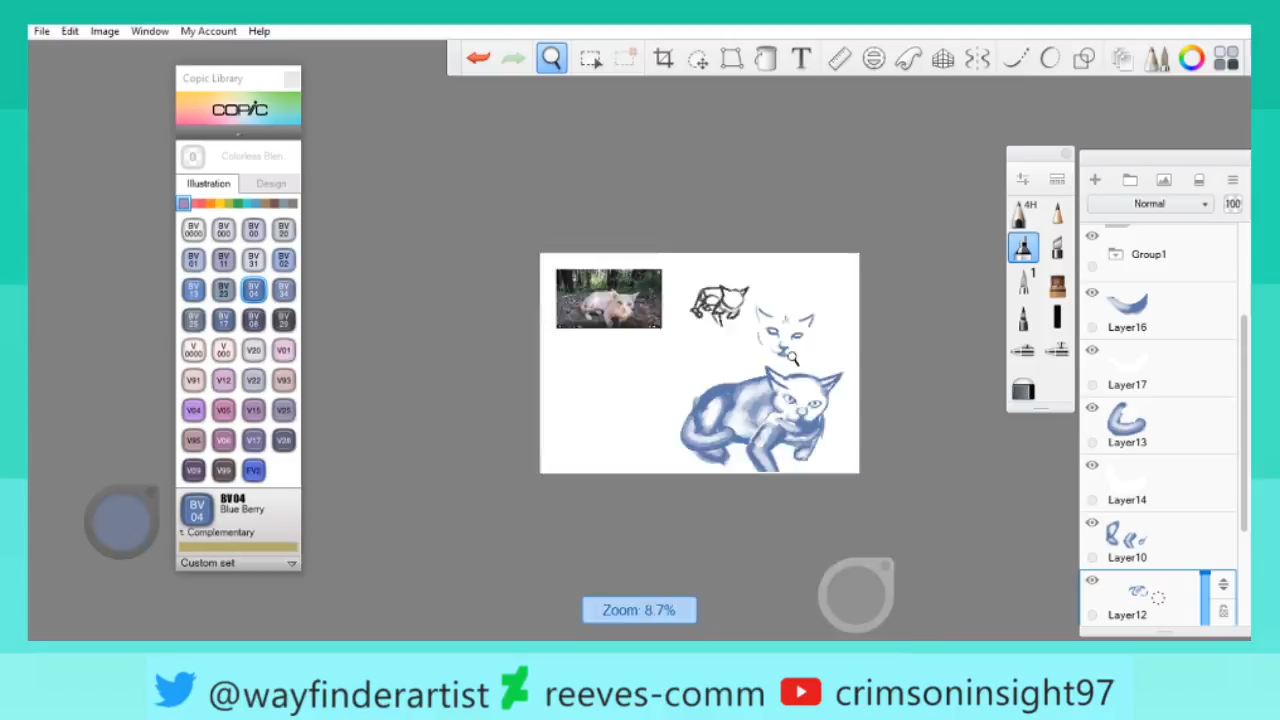 File Edit Image Window My Account Help
Copic Library
COPIC
0 Colorless Blen
Illustration Design
BV 0000 BV 000 BV 00 BV 20
BV 01 BV 11 BV 31 BV 02
BV 13 BV 23 BV 04 BV 34
BV 25 BV 17 BV 08 BV 29
V 0000 V 000 V20 V01
V91 V12 V22 V93
V04 V05 V15 V25
V95 V06 V17 V28
V09 V99 FV2
BV 04
BV04
Blue Berry
Complementary
Custom set
Zoom: 8.7%
4H
1
Normal 100
Group1
Layer16
Layer17
Layer13
Layer14
Layer10
Layer12
@wayfinderartist reeves-comm crimsoninsight97